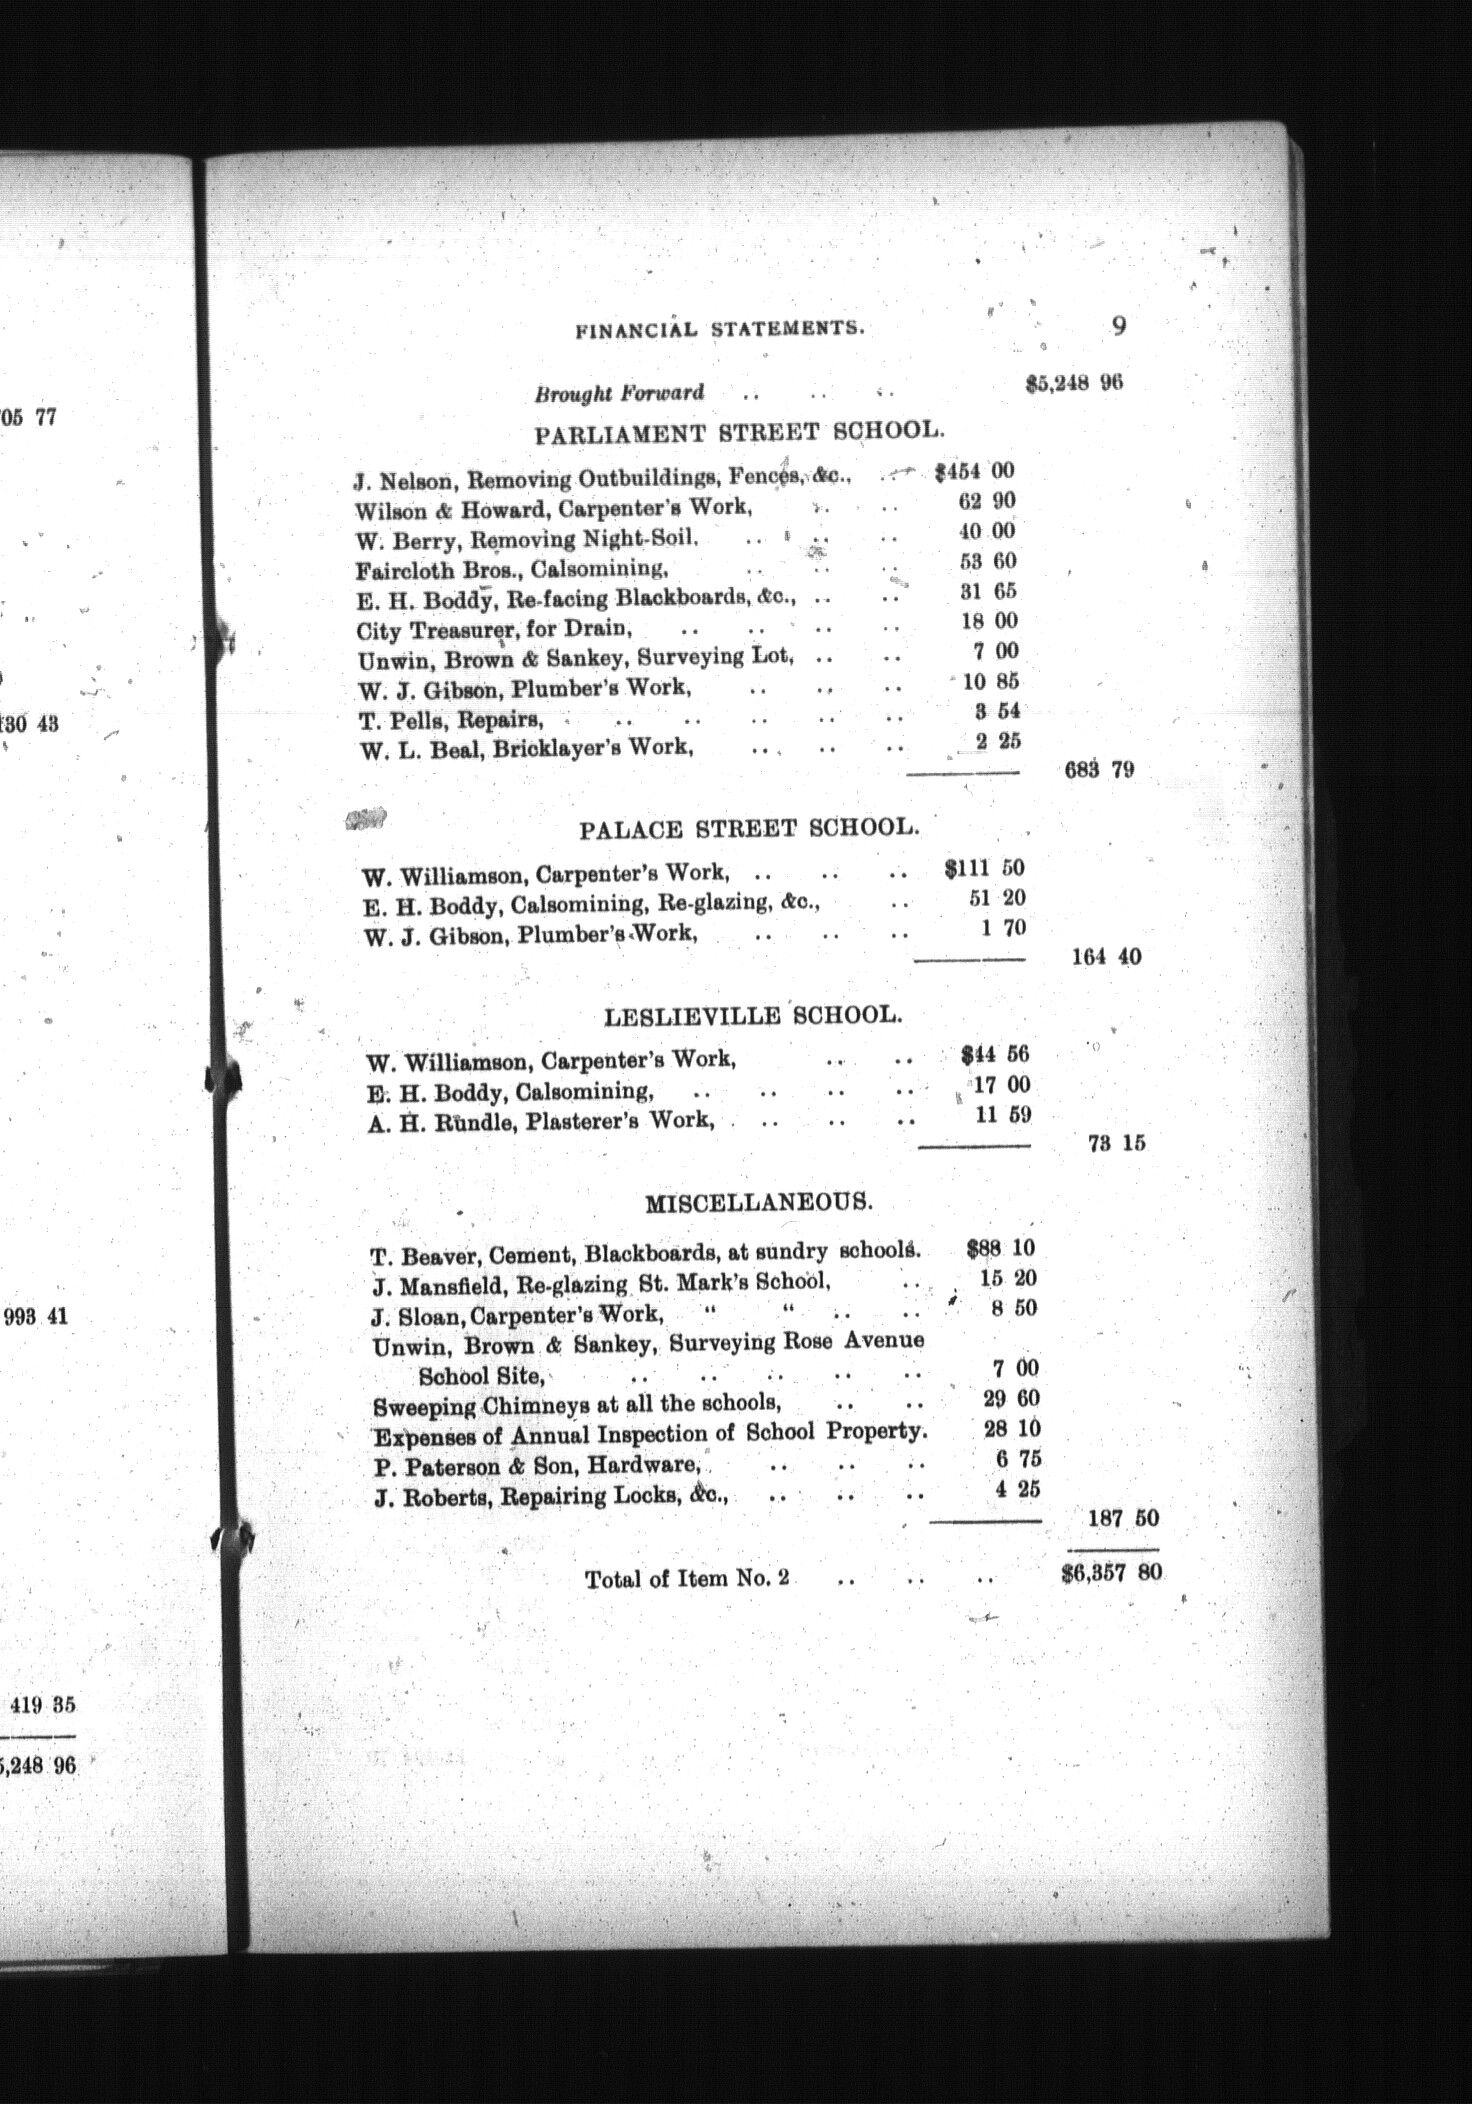 05 77
30 43
993 41
419 35
5,248 96
FINANCIAL STATEMENTS. 9
Brought Forward .. .. .. $5,248 96
PARLIAMENT STREET SCHOOL.
J. Nelson, Removing Outbuildings, Fences, &c., .. $454 00
Wilson & Howard, Carpenter's Work, .. .. 62 90
W. Berry, Removing Night-Soil. .. .. .. 40 00
Faircloth Bros., Calsomining, .. .. .. 53 60
E. H. Boddy, Re-facing Blackboards, &c., .. .. 31 65
City Treasurer, for Drain, .. .. .. .. 18 00
Unwin, Brown & Sankey, Surveying Lot, .. .. 7 00
W. J. Gibson, Plumber's Work, .. .. .. 10 85
T. Pells, Repairs, .. .. .. .. .. 3 54
W. L. Beal, Bricklayer's Work, .. .. .. 2 25
683 79
PALACE STREET SCHOOL.
W. Williamson, Carpenter's Work, .. .. .. $111 50
E. H. Boddy, Calsomining, Re-glazing, &c., .. 51 20
W. J. Gibson, Plumber's Work, .. .. .. 1 70
164 40
LESLIEVILLE SCHOOL.
W. Williamson, Carpenter's Work, .. .. $44 56
E. H. Boddy, Calsomining, .. .. .. .. 17 00
A. H. Rundle, Plasterer's Work, .. .. .. 11 59
73 15
MISCELLANEOUS.
T. Beaver, Cement, Blackboards, at sundry schools. $88 10
J. Mansfield, Re-glazing St. Mark's School, .. 15 20
J. Sloan, Carpenter's Work, " " .. .. 8 50
Unwin, Brown & Sankey, Surveying Rose Avenue
School Site, .. .. .. .. .. 7 00
Sweeping Chimneys at all the schools, .. .. 29 60
Expenses of Annual Inspection of School Property. 28 10
P. Paterson & Son, Hardware, .. .. .. 6 75
J. Roberts, Repairing Locks, &c., .. .. .. 4 25
187 50
Total of Item No. 2 .. .. .. $6,357 80